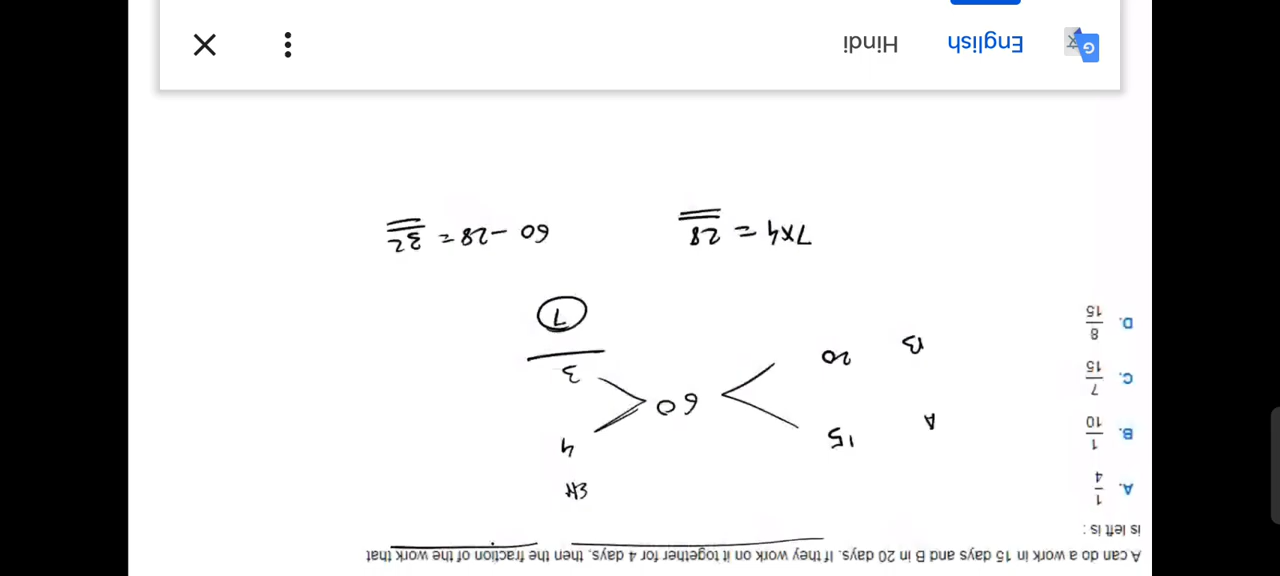 A can do a work in 15 days and B in 20 days. If they work on it together for 4 days, then the fraction of the work that
is left is :
A. 1/4
B. 1/10
C. 7/15
D. 8/15
Eff
A 15 4
60
B 20 3
7
7x4 = 28 60 - 28 = 32
English Hindi